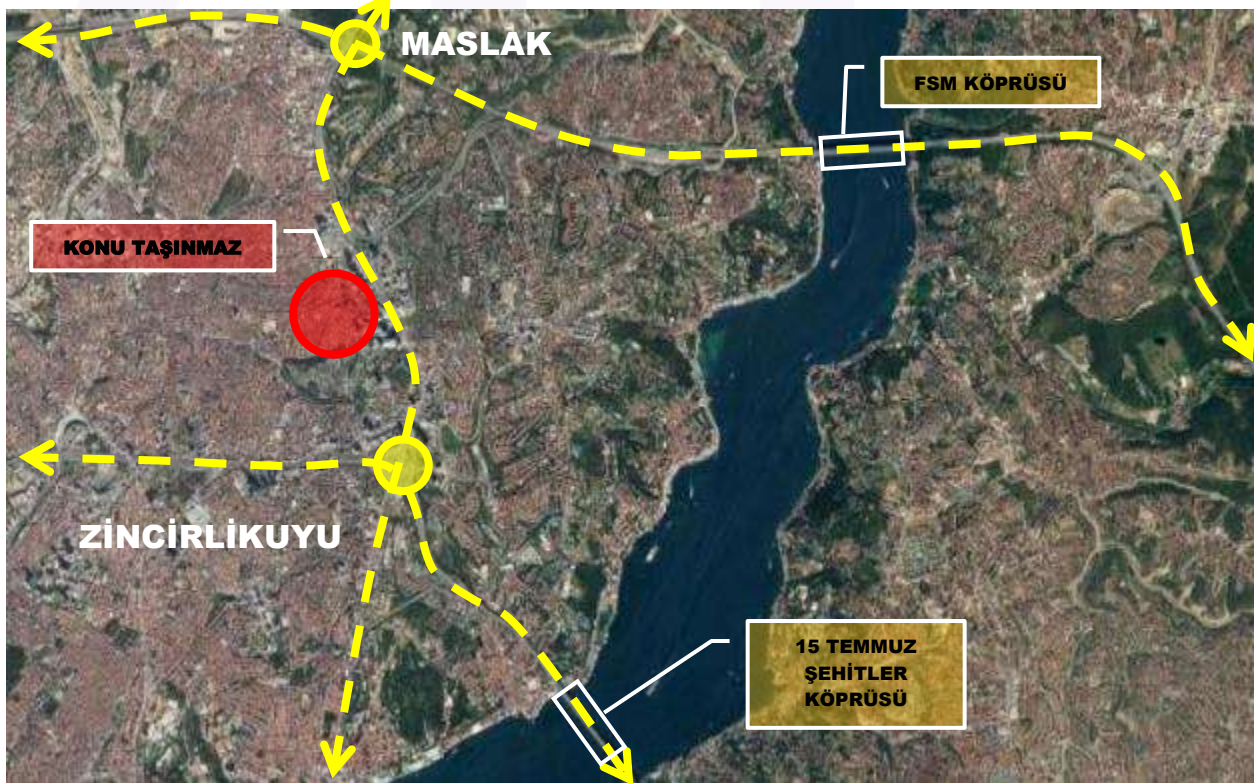 MASLAK
FSM KÖPRÜSÜ
KONU TAŞINMAZ
ZİNCİRLİKUYU
15 TEMMUZ
ŞEHİTLER
KÖPRÜSÜ